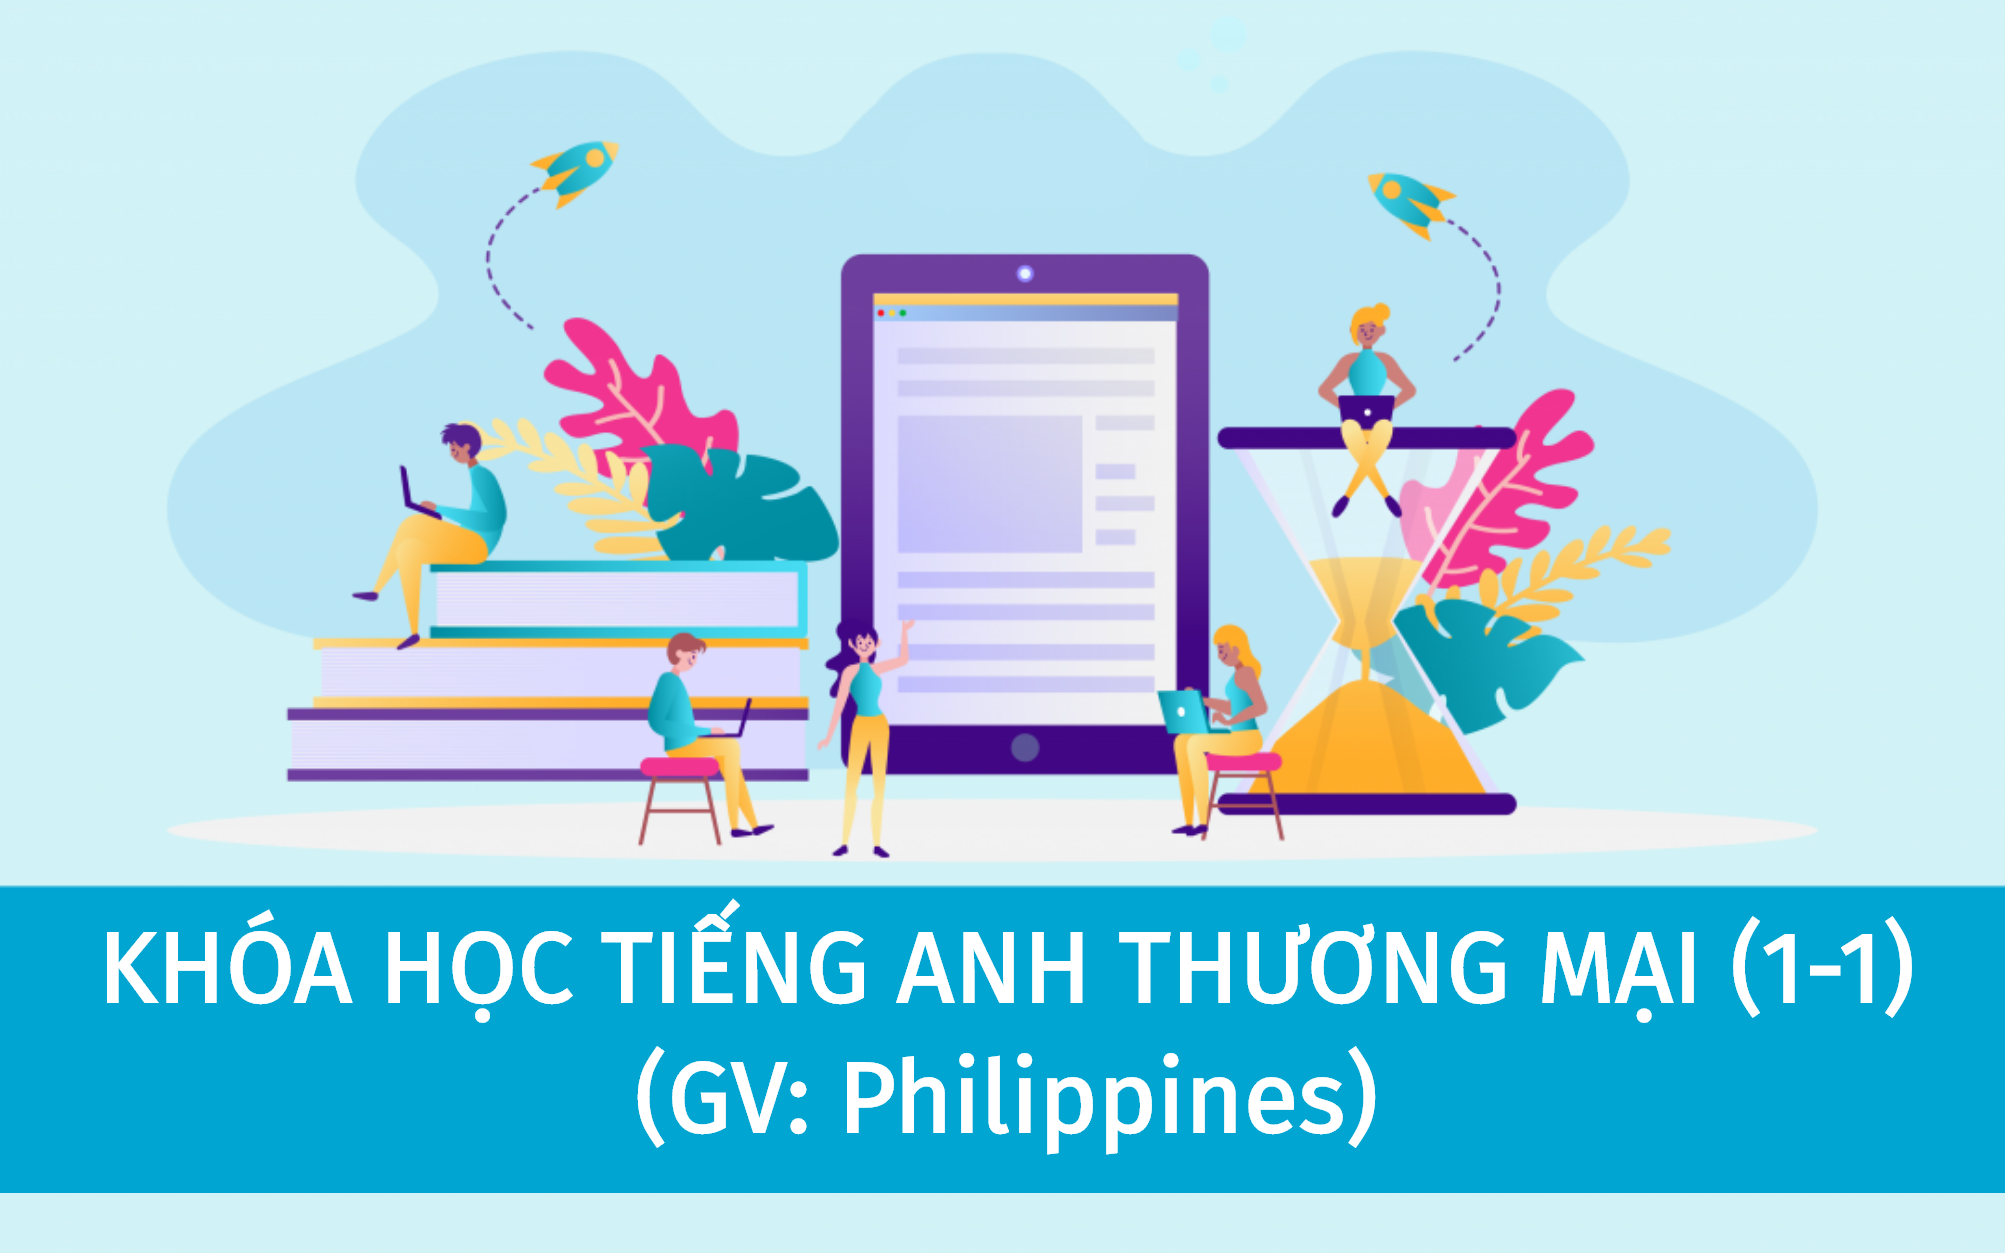 KHÓA HỌC TIẾNG ANH THƯƠNG MẠI (1-1)
(GV: Philippines)